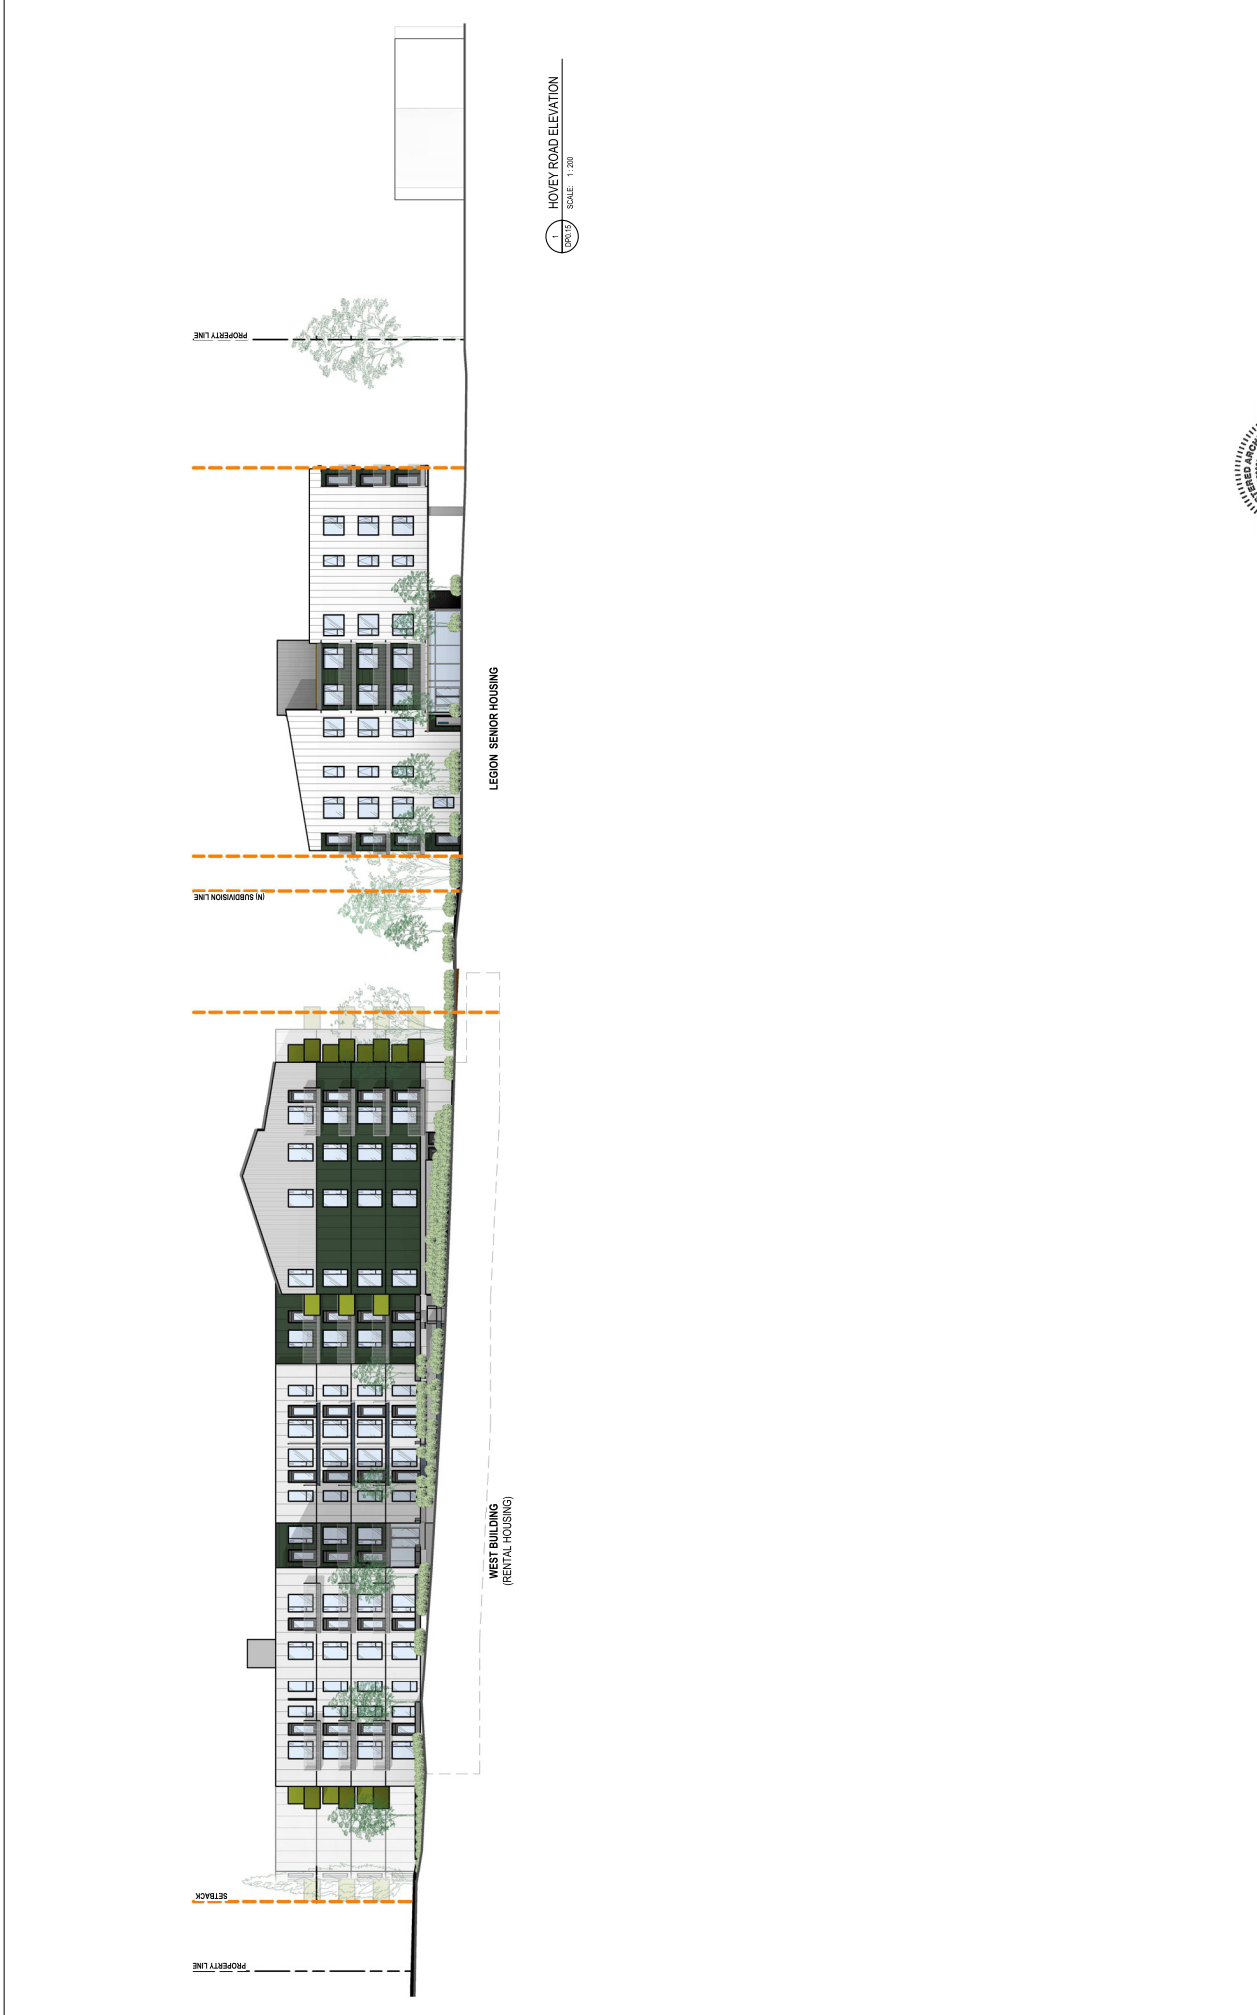 PROPERTY LINE
SETBACK
WEST BUILDING
(RENTAL HOUSING)
(N) SUBDIVISION LINE
LEGION SENIOR HOUSING
PROPERTY LINE
1
DP0.15
HOVEY ROAD ELEVATION
SCALE: 1 : 200